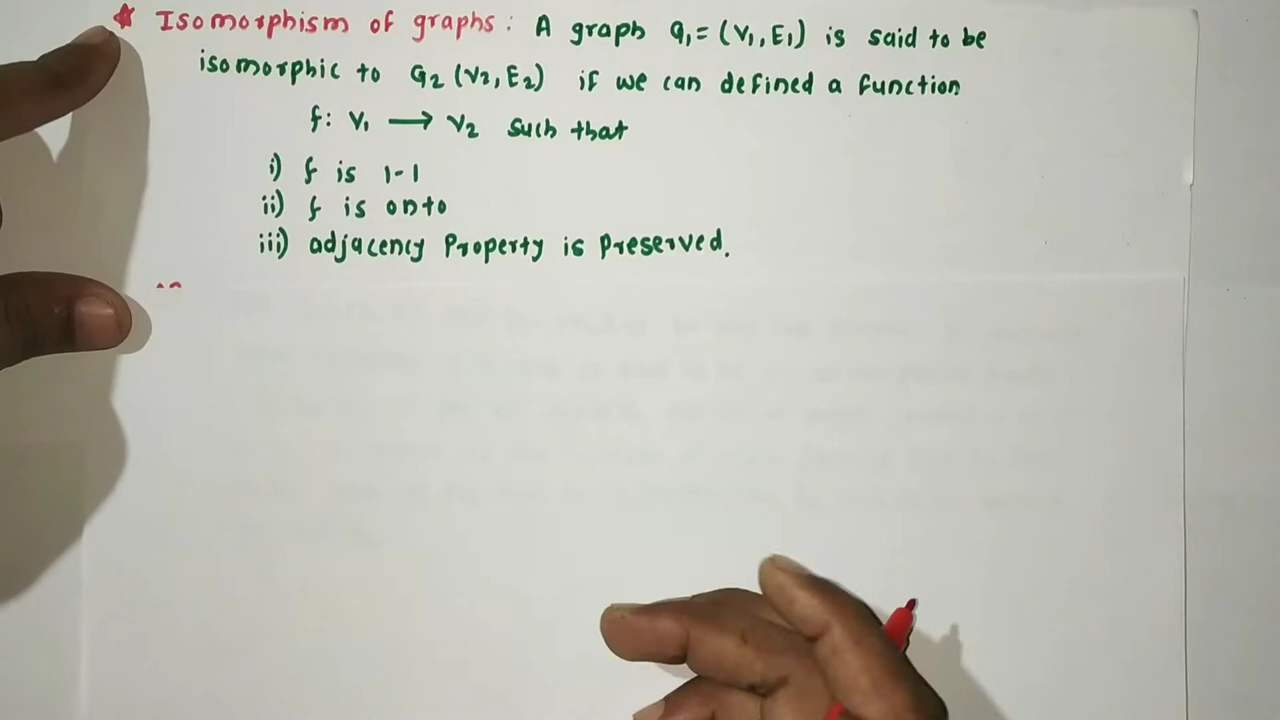 * Isomorphism of graphs: A graph G₁=(V₁,E₁) is said to be
isomorphic to G₂(V₂,E₂) if we can defined a function
f: V₁ → V₂ such that
i) f is 1-1
ii) f is onto
iii) adjacency Property is Preserved.